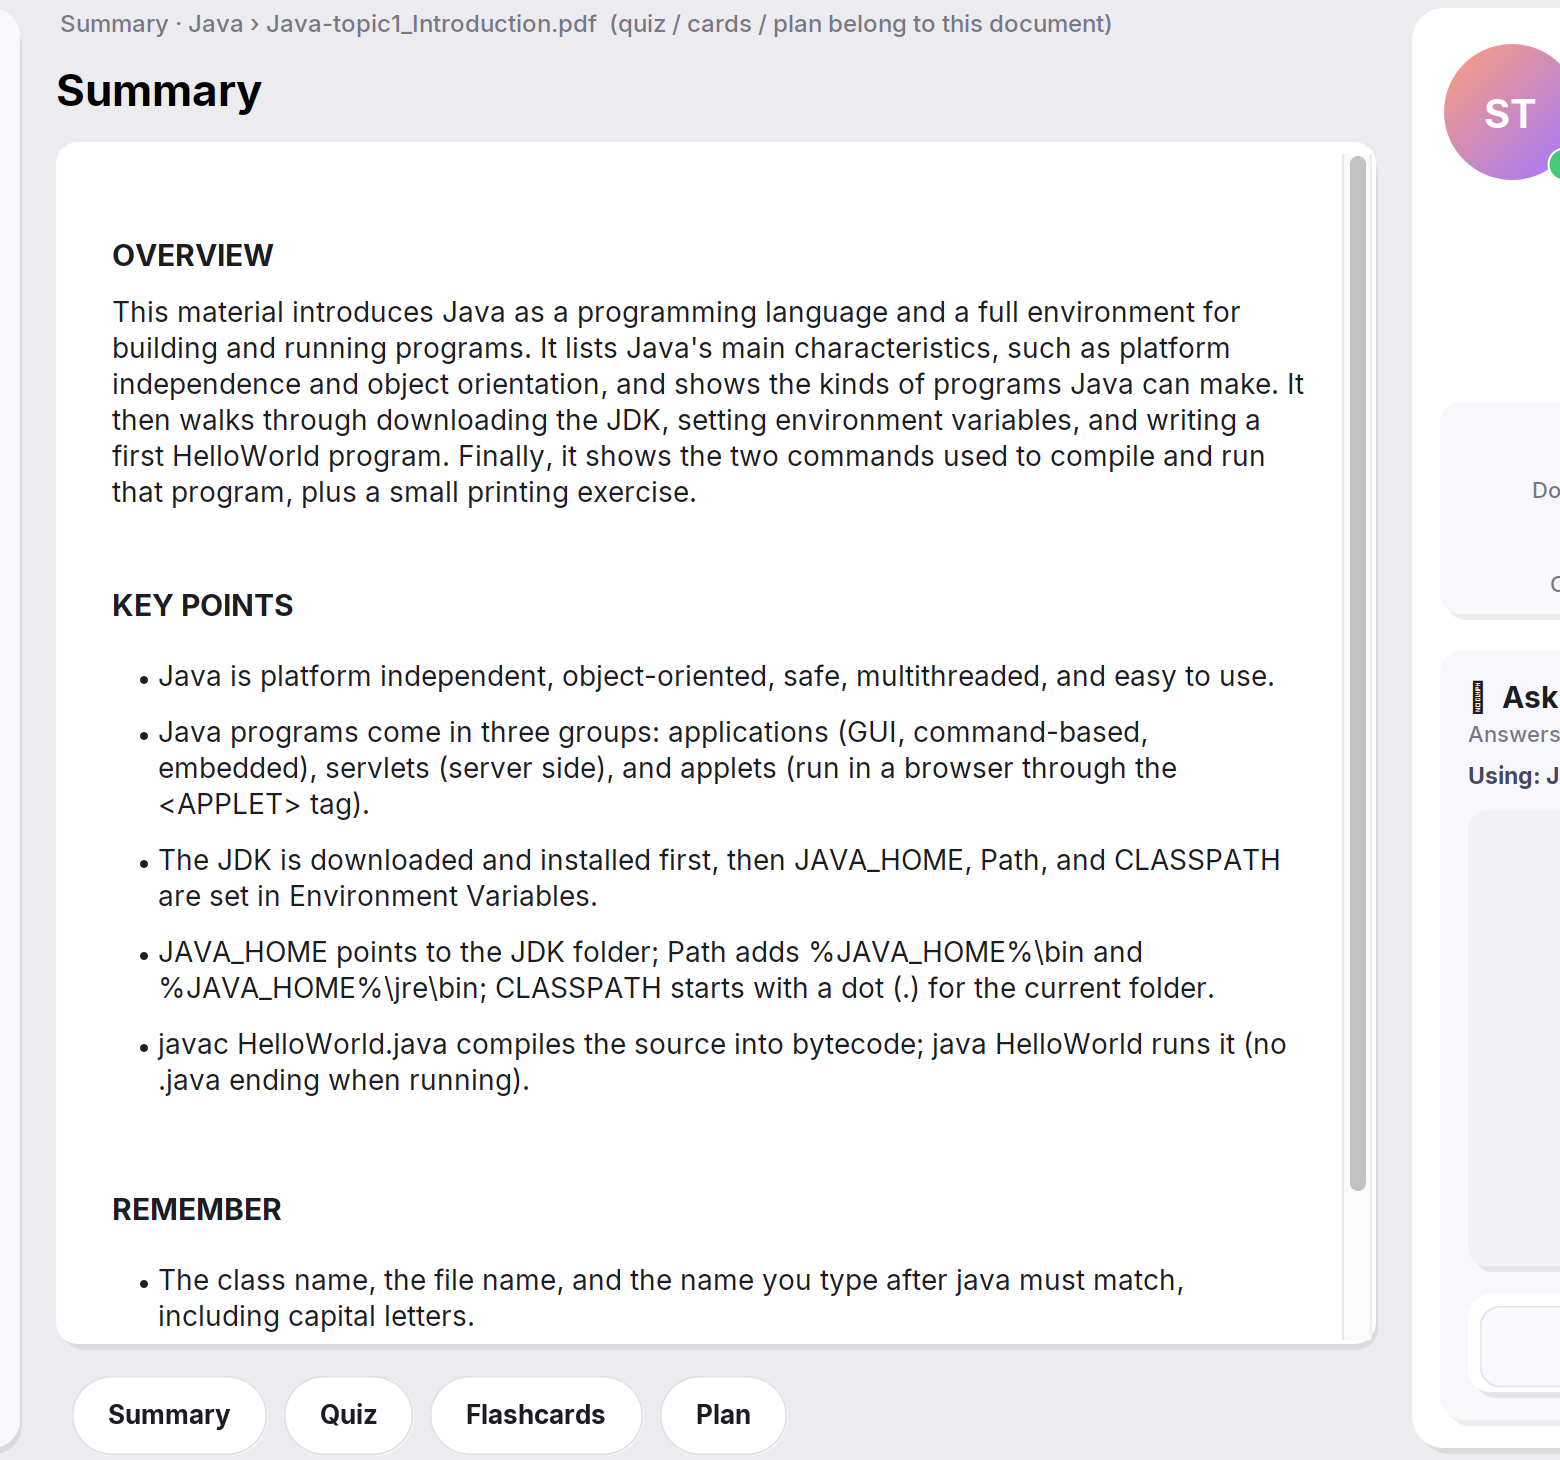 Summary · Java › Java-topic1_Introduction.pdf (quiz / cards / plan belong to this document)
Summary
OVERVIEW
This material introduces Java as a programming language and a full environment for
building and running programs. It lists Java's main characteristics, such as platform
independence and object orientation, and shows the kinds of programs Java can make. It
then walks through downloading the JDK, setting environment variables, and writing a
first HelloWorld program. Finally, it shows the two commands used to compile and run
that program, plus a small printing exercise.
KEY POINTS
• Java is platform independent, object-oriented, safe, multithreaded, and easy to use.
• Java programs come in three groups: applications (GUI, command-based,
embedded), servlets (server side), and applets (run in a browser through the
<APPLET> tag).
• The JDK is downloaded and installed first, then JAVA_HOME, Path, and CLASSPATH
are set in Environment Variables.
• JAVA_HOME points to the JDK folder; Path adds %JAVA_HOME%\bin and
%JAVA_HOME%\jre\bin; CLASSPATH starts with a dot (.) for the current folder.
• javac HelloWorld.java compiles the source into bytecode; java HelloWorld runs it (no
.java ending when running).
REMEMBER
• The class name, the file name, and the name you type after java must match,
including capital letters.
Summary
Quiz
Flashcards
Plan
ST
Do
Ask
Answers
Using: J